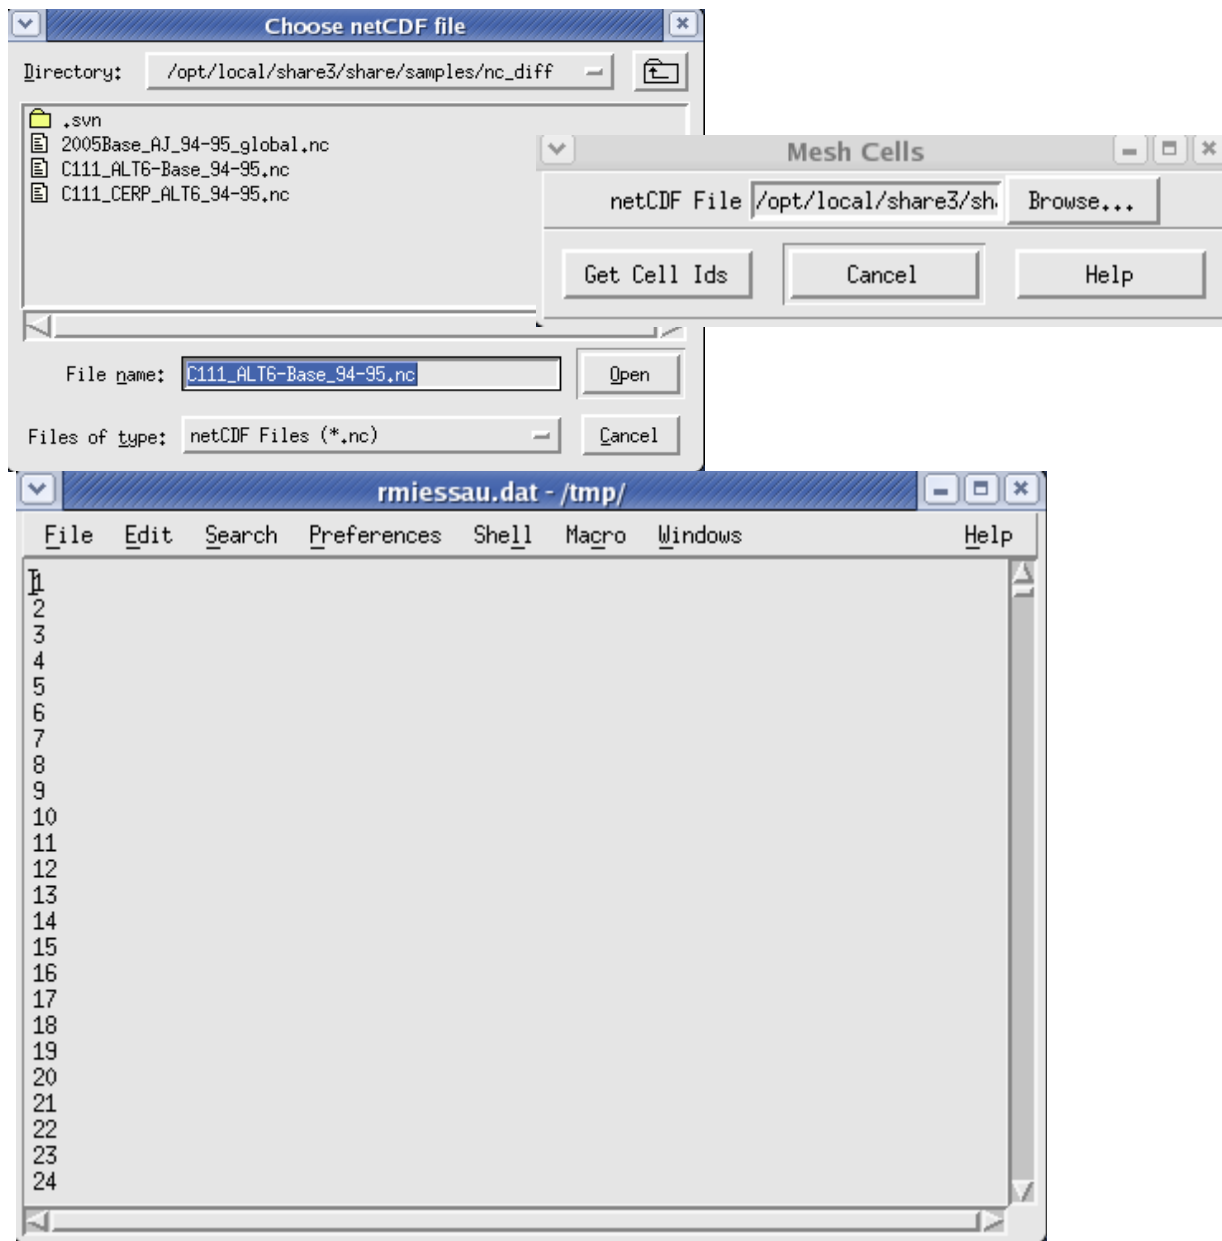 Choose netCDF file
Directory: /opt/local/share3/share/samples/nc_diff
.svn
2005Base_AJ_94-95_global.nc
C111_ALT6-Base_94-95.nc
C111_CERP_ALT6_94-95.nc
File name: C111_ALT6-Base_94-95.nc Open
Files of type: netCDF Files (*.nc) Cancel
Mesh Cells
netCDF File /opt/local/share3/sh Browse...
Get Cell Ids Cancel Help
rmiessau.dat - /tmp/
File Edit Search Preferences Shell Macro Windows Help
1
2
3
4
5
6
7
8
9
10
11
12
13
14
15
16
17
18
19
20
21
22
23
24